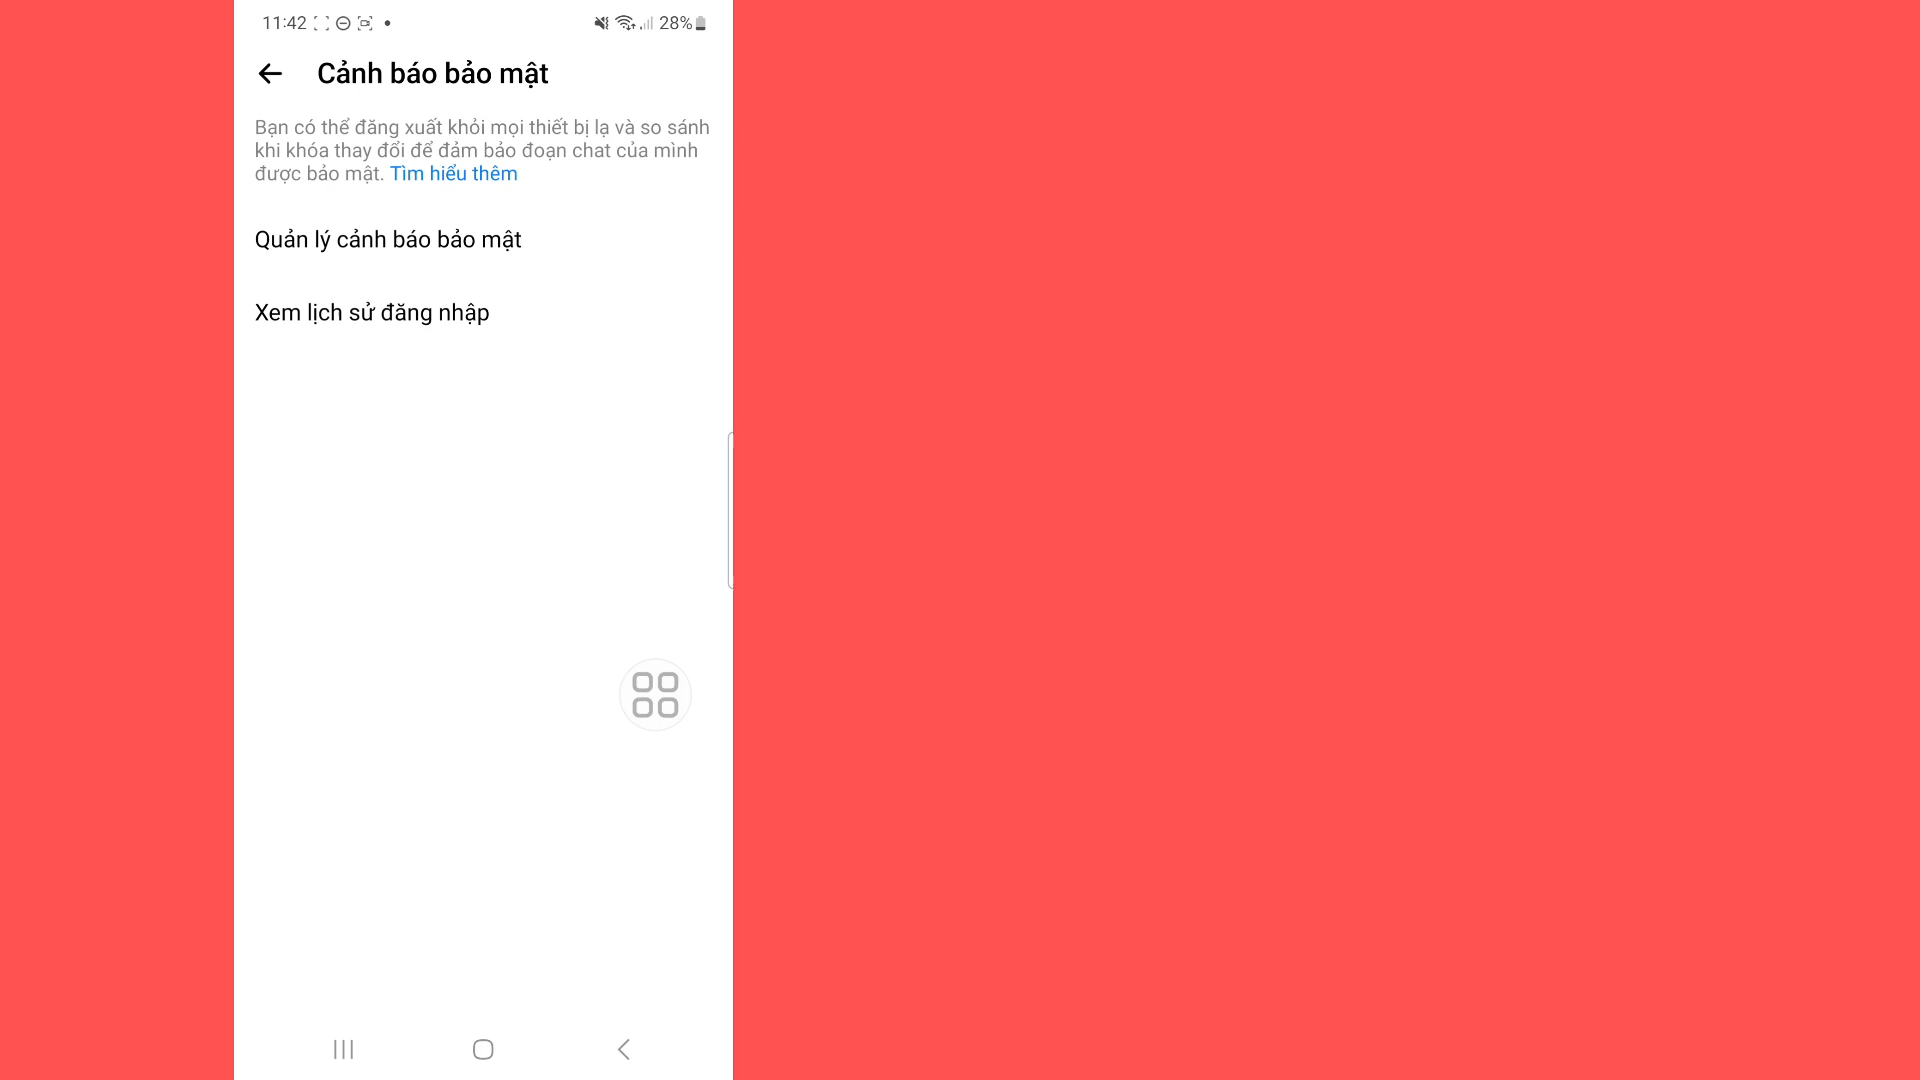 11:42 28%
Cảnh báo bảo mật
Bạn có thể đăng xuất khỏi mọi thiết bị lạ và so sánh
khi khóa thay đổi để đảm bảo đoạn chat của mình
được bảo mật. Tìm hiểu thêm
Quản lý cảnh báo bảo mật
Xem lịch sử đăng nhập